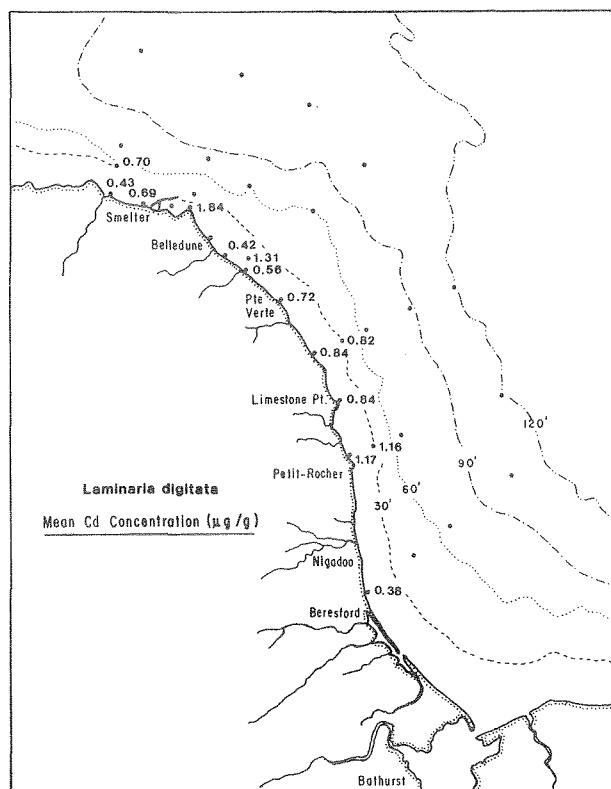 0.70
0.43
0.69
Smelter
1.84
Belledune
0.42
1.31
0.56
Pte
Verte
0.72
0.82
0.84
Limestone Pt.
0.84
120'
1.16
90'
1.17
Petit-Rocher
60'
Laminaria digitata
30'
Mean Cd Concentration (µg/g)
Nigadoo
0.38
Beresford
Bathurst